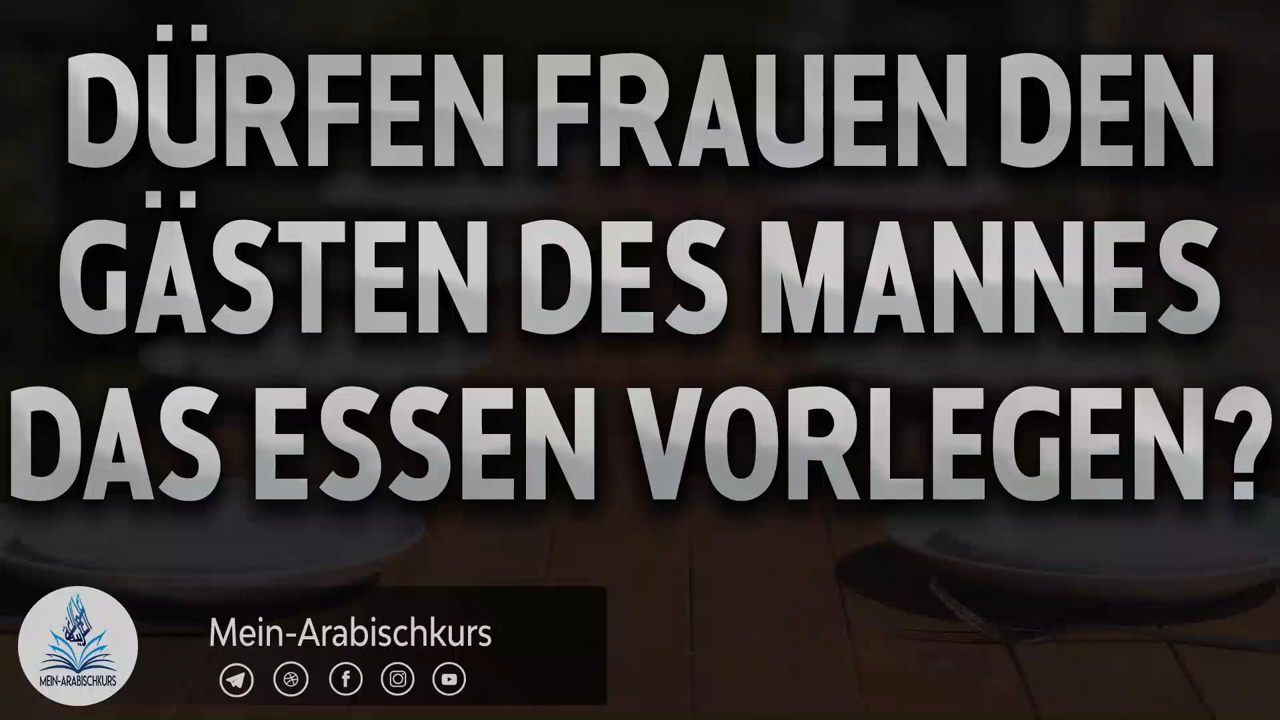 DÜRFEN FRAUEN DEN
GÄSTEN DES MANNES
DAS ESSEN VORLEGEN?
Mein-Arabischkurs
MEIN-ARABISCHKURS